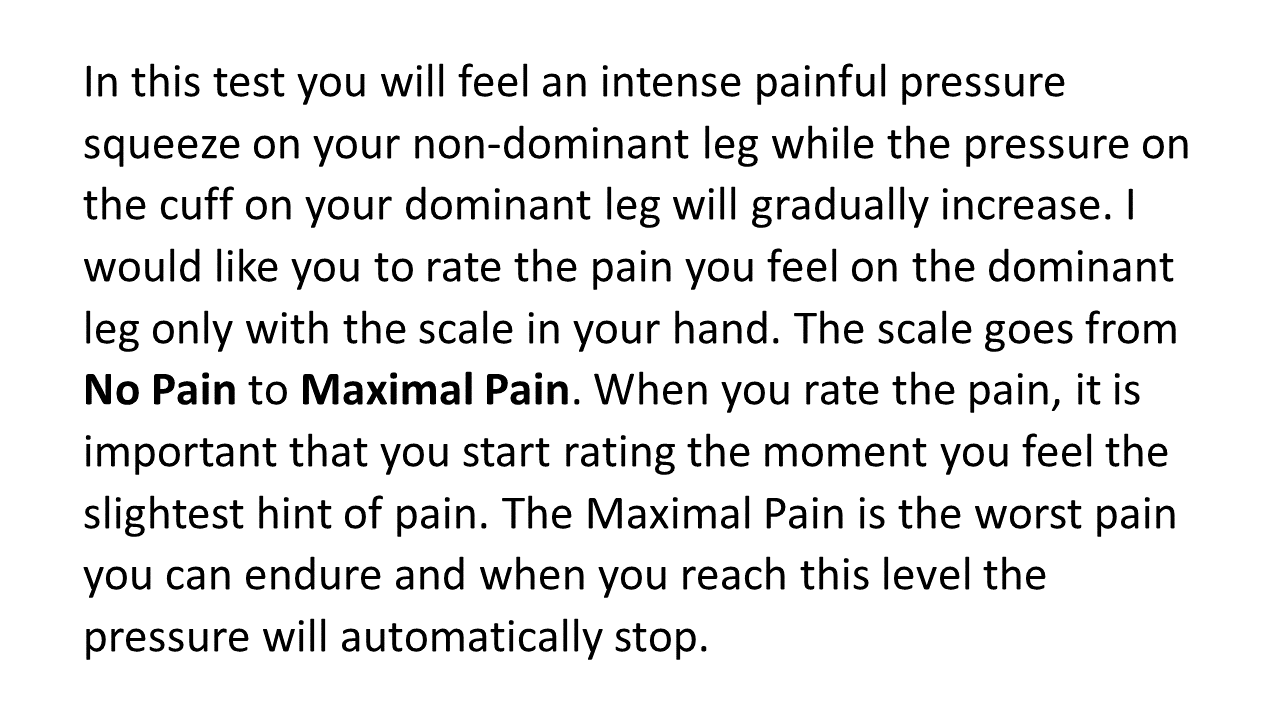 In this test you will feel an intense painful pressure
squeeze on your non-dominant leg while the pressure on
the cuff on your dominant leg will gradually increase. I
would like you to rate the pain you feel on the dominant
leg only with the scale in your hand. The scale goes from
No Pain to Maximal Pain. When you rate the pain, it is
important that you start rating the moment you feel the
slightest hint of pain. The Maximal Pain is the worst pain
you can endure and when you reach this level the
pressure will automatically stop.